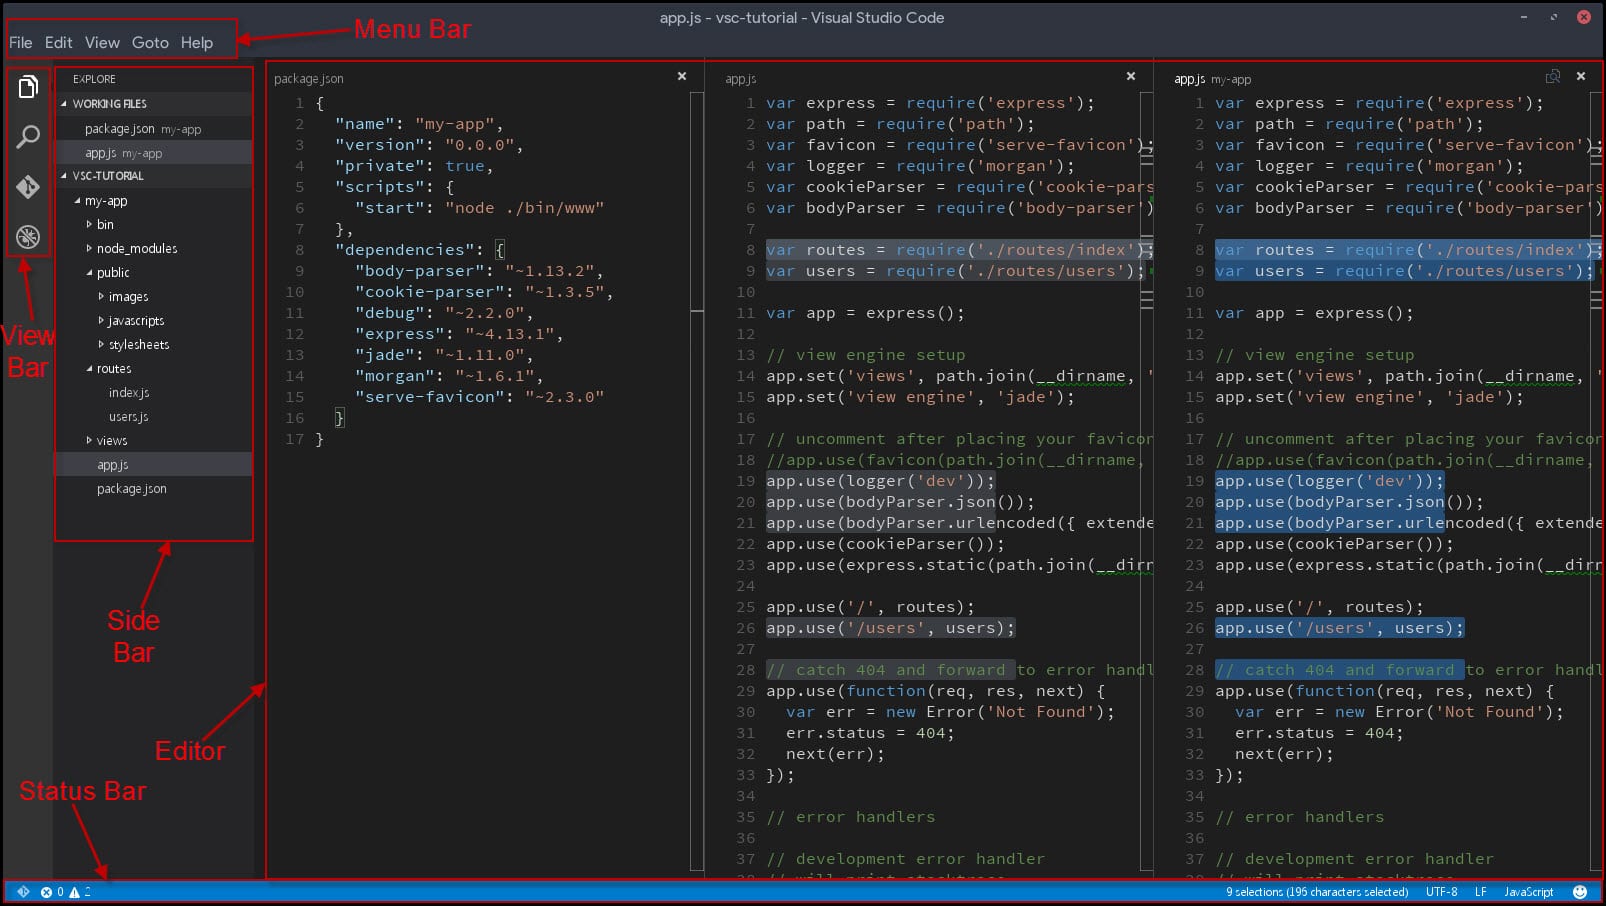 app.js - vsc-tutorial - Visual Studio Code
Menu Bar
File Edit View Goto Help
EXPLORE
WORKING FILES
package.json my-app
app.js my-app
VSC-TUTORIAL
my-app
bin
node_modules
public
images
javascripts
stylesheets
routes
index.js
users.js
views
app.js
package.json
View
Bar
Side
Bar
Editor
Status Bar
package.json
1 {
2 "name": "my-app",
3 "version": "0.0.0",
4 "private": true,
5 "scripts": {
6 "start": "node ./bin/www"
7 },
8 "dependencies": {
9 "body-parser": "~1.13.2",
10 "cookie-parser": "~1.3.5",
11 "debug": "~2.2.0",
12 "express": "~4.13.1",
13 "jade": "~1.11.0",
14 "morgan": "~1.6.1",
15 "serve-favicon": "~2.3.0"
16 }
17 }
app.js
1 var express = require('express');
2 var path = require('path');
3 var favicon = require('serve-favicon');
4 var logger = require('morgan');
5 var cookieParser = require('cookie-pars
6 var bodyParser = require('body-parser')
7
8 var routes = require('./routes/index');
9 var users = require('./routes/users');
10
11 var app = express();
12
13 // view engine setup
14 app.set('views', path.join(__dirname, '
15 app.set('view engine', 'jade');
16
17 // uncomment after placing your favicon
18 //app.use(favicon(path.join(__dirname,
19 app.use(logger('dev'));
20 app.use(bodyParser.json());
21 app.use(bodyParser.urlencoded({ extende
22 app.use(cookieParser());
23 app.use(express.static(path.join(__dirn
24
25 app.use('/', routes);
26 app.use('/users', users);
27
28 // catch 404 and forward to error handl
29 app.use(function(req, res, next) {
30 var err = new Error('Not Found');
31 err.status = 404;
32 next(err);
33 });
34
35 // error handlers
36
37 // development error handler
// will print stacktrace
app.js my-app
1 var express = require('express');
2 var path = require('path');
3 var favicon = require('serve-favicon');
4 var logger = require('morgan');
5 var cookieParser = require('cookie-pars
6 var bodyParser = require('body-parser')
7
8 var routes = require('./routes/index');
9 var users = require('./routes/users');
10
11 var app = express();
12
13 // view engine setup
14 app.set('views', path.join(__dirname, '
15 app.set('view engine', 'jade');
16
17 // uncomment after placing your favicon
18 //app.use(favicon(path.join(__dirname,
19 app.use(logger('dev'));
20 app.use(bodyParser.json());
21 app.use(bodyParser.urlencoded({ extende
22 app.use(cookieParser());
23 app.use(express.static(path.join(__dirn
24
25 app.use('/', routes);
26 app.use('/users', users);
27
28 // catch 404 and forward to error handl
29 app.use(function(req, res, next) {
30 var err = new Error('Not Found');
31 err.status = 404;
32 next(err);
33 });
34
35 // error handlers
36
37 // development error handler
// will print stacktrace
0 2
9 selections (196 characters selected) UTF-8 LF JavaScript